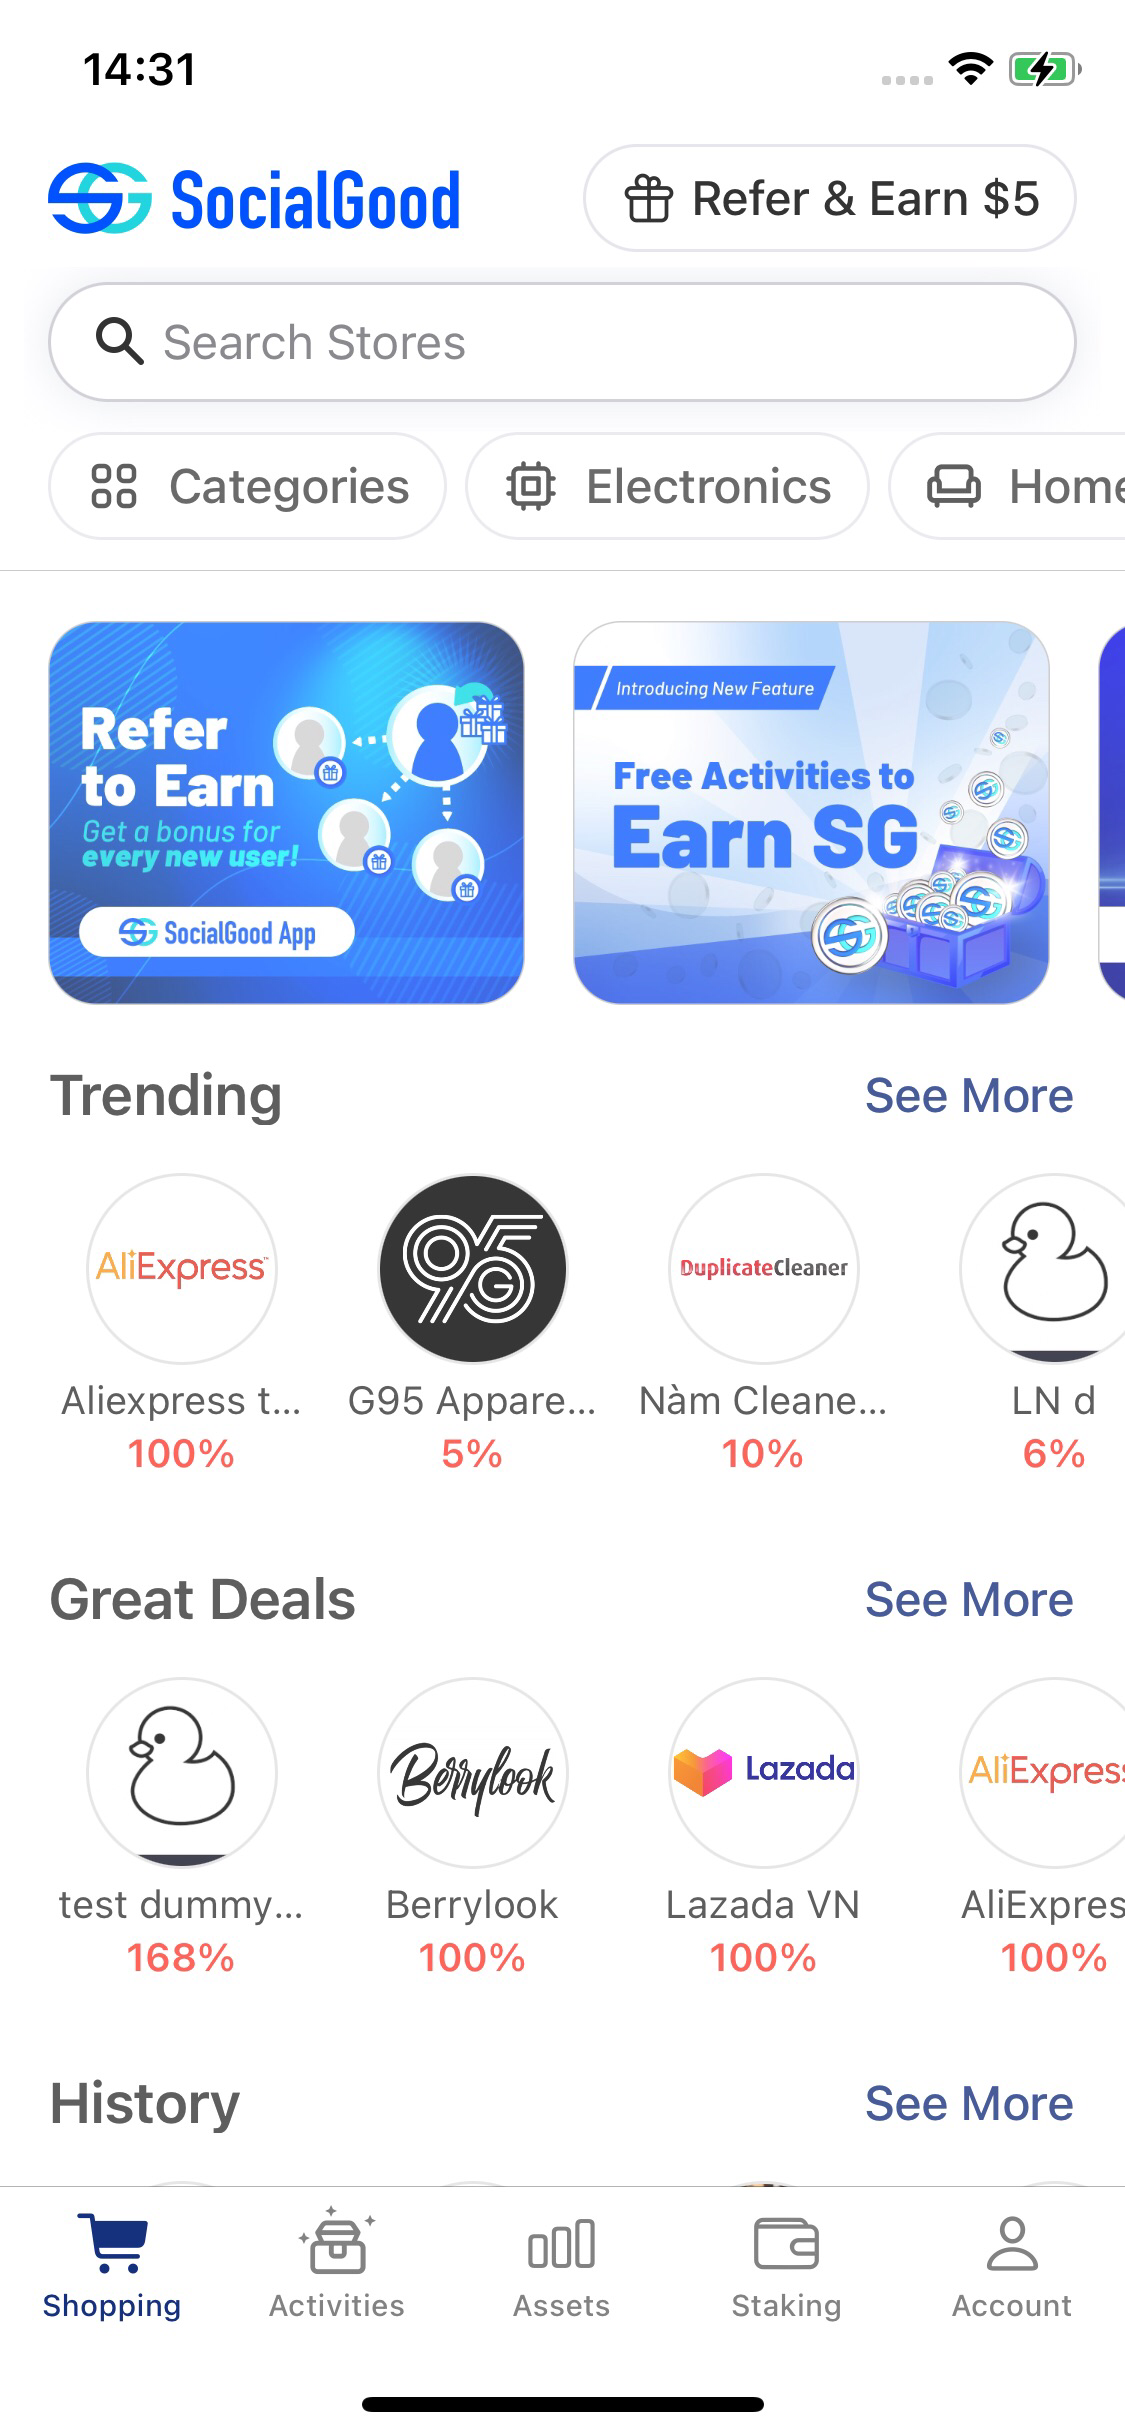 14:31
SocialGood
Refer & Earn $5
Search Stores
Categories
Electronics
Home
Refer
to Earn
Get a bonus for
every new user!
SocialGood App
Introducing New Feature
Free Activities to
Earn SG
Trending
See More
AliExpress™
95G
DuplicateCleaner
Aliexpress t...
G95 Appare...
Nàm Cleane...
LN d
100%
5%
10%
6%
Great Deals
See More
Berrylook
Lazada
AliExpress
test dummy...
Berrylook
Lazada VN
AliExpres
168%
100%
100%
100%
History
See More
Shopping
Activities
Assets
Staking
Account